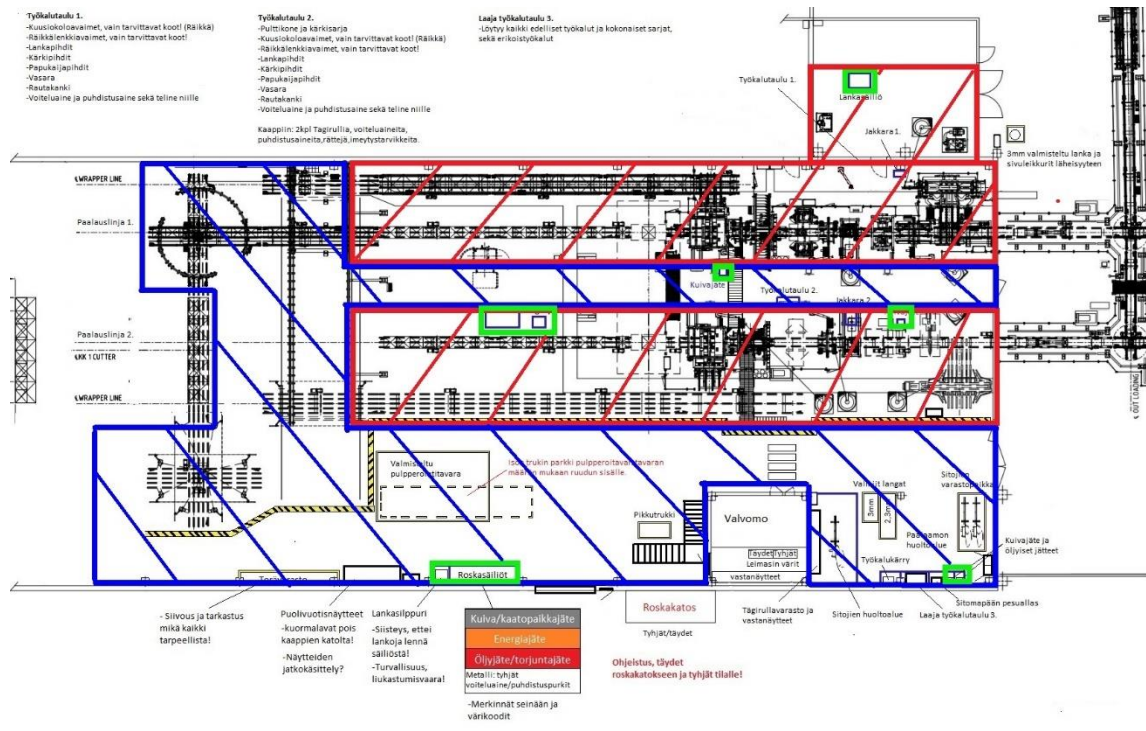 Työkalutaulu 1.
-Kuusiokoloavaimet, vain tarvittavat koot! (Räikkä)
-Räikkälenkkiavaimet, vain tarvittavat koot!
-Lankapihdit
-Kärkipihdit
-Papukaijapihdit
-Vasara
-Rautakanki
-Voiteluaine ja puhdistusaine sekä teline niille
Työkalutaulu 2.
-Pulttikone ja kärkisarja
-Kuusiokoloavaimet, vain tarvittavat koot! (Räikkä)
-Räikkälenkkiavaimet, vain tarvittavat koot!
-Lankapihdit
-Kärkipihdit
-Papukaijapihdit
-Vasara
-Rautakanki
-Voiteluaine ja puhdistusaine sekä teline niille
Kaappiin: 2kpl Tagirullia, voiteluaineita,
puhdistusaineita,rättejä,imeytystarvikkeita.
Laaja työkalutaulu 3.
-Löytyy kaikki edelliset työkalut ja kokonaiset sarjat,
sekä erikoistyökalut
Työkalutaulu 1.
Lankasäiliö
Jakkara 1.
3mm valmisteltu lanka ja
sivuleikkurit läheisyyteen
WRAPPER LINE
Paalauslinja 1.
Kuivajäte
Työkalutaulu 2.
Jakkara 2.
Paalauslinja 2.
KK 1 CUTTER
WRAPPER LINE
Valmisteltu
pulpperoititavara
Ison trukin parkki pulpperoitavan tavaran
määrän mukaan ruudun sisälle.
Pikkutrukki
Valvomo
Täydet
Tyhjät
Leimasin värit
vastanäytteet
Valmiit langat
3mm
2,3mm
Sitojien
varastopaikka
Paalaamon
huoltoalue
Työkalukärry
Kuivajäte ja
öljyiset jätteet
Terävarasto
Roskasäiliöt
- Siivous ja tarkastus
mikä kaikki
tarpeellista!
Puolivuotisnäytteet
-kuormalavat pois
kaappien katolta!
-Näytteiden
jatkokäsittely?
Lankasilppuri
-Siisteys, ettei
lankoja lennä
säiliöstä!
-Turvallisuus,
liukastumisvaara!
Kuiva/kaatopaikkajäte
Energiajäte
Öljyjäte/torjuntajäte
Metalli: tyhjät
voiteluaine/puhdistuspurkit
-Merkinnät seinään ja
värikoodit
Roskakatos
Tyhjät/täydet
Ohjeistus, täydet
roskakatokseen ja tyhjät tilalle!
Tägirullavarasto ja
vastanäytteet
Sitojien huoltoalue
Sitomapään pesuallas
Laaja työkalutaulu 3.